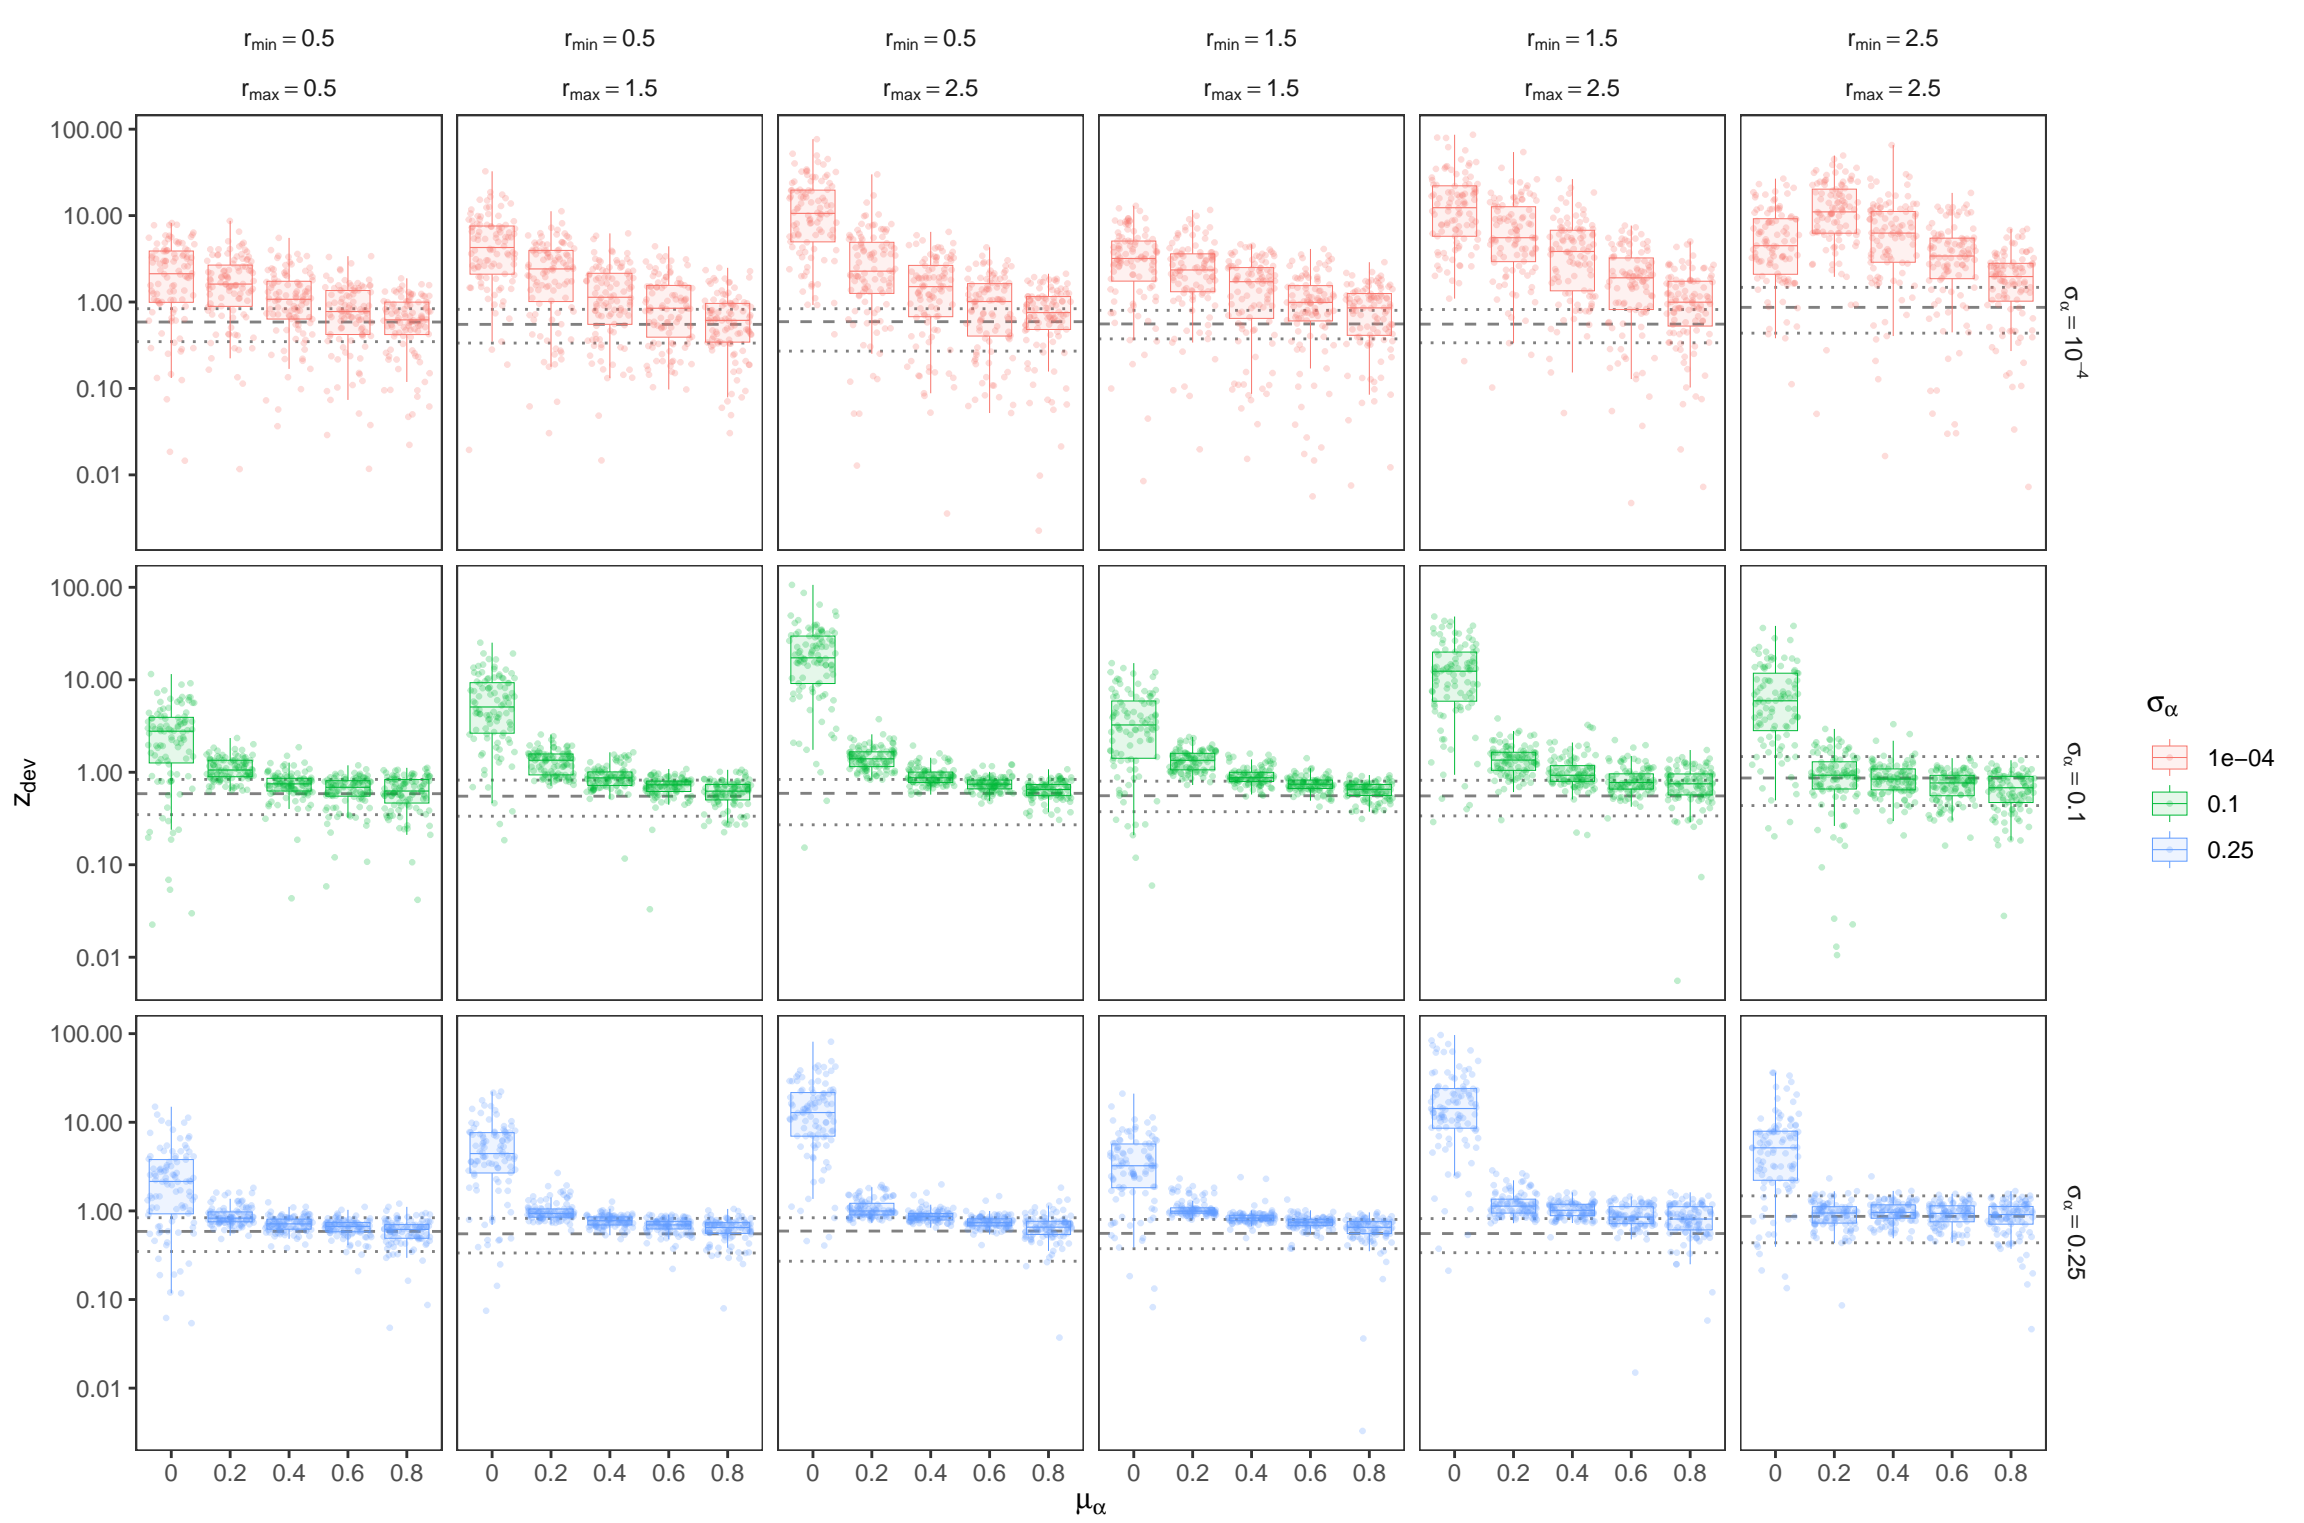 r_min = 0.5 r_min = 0.5 r_min = 0.5 r_min = 1.5 r_min = 1.5 r_min = 2.5
r_max = 0.5 r_max = 1.5 r_max = 2.5 r_max = 1.5 r_max = 2.5 r_max = 2.5
100.00
10.00
1.00
0.10
0.01
σ_α = 10^−4
100.00
10.00
1.00
0.10
0.01
σ_α = 0.1
100.00
10.00
1.00
0.10
0.01
σ_α = 0.25
z_dev
0 0.2 0.4 0.6 0.8 0 0.2 0.4 0.6 0.8 0 0.2 0.4 0.6 0.8 0 0.2 0.4 0.6 0.8 0 0.2 0.4 0.6 0.8 0 0.2 0.4 0.6 0.8
μ_α
σ_α
1e−04
0.1
0.25